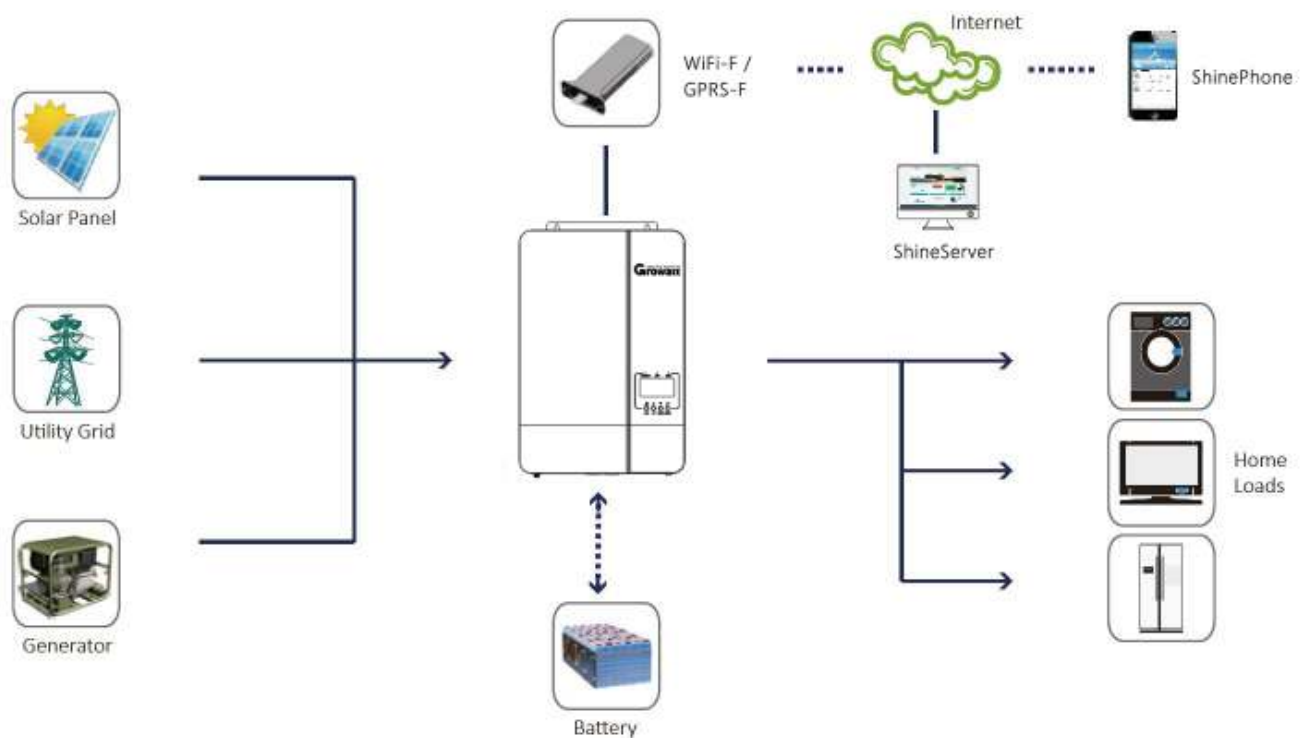 Internet
WiFi-F /
GPRS-F
ShinePhone
Solar Panel
ShineServer
Growatt
Utility Grid
Home
Loads
Generator
Battery